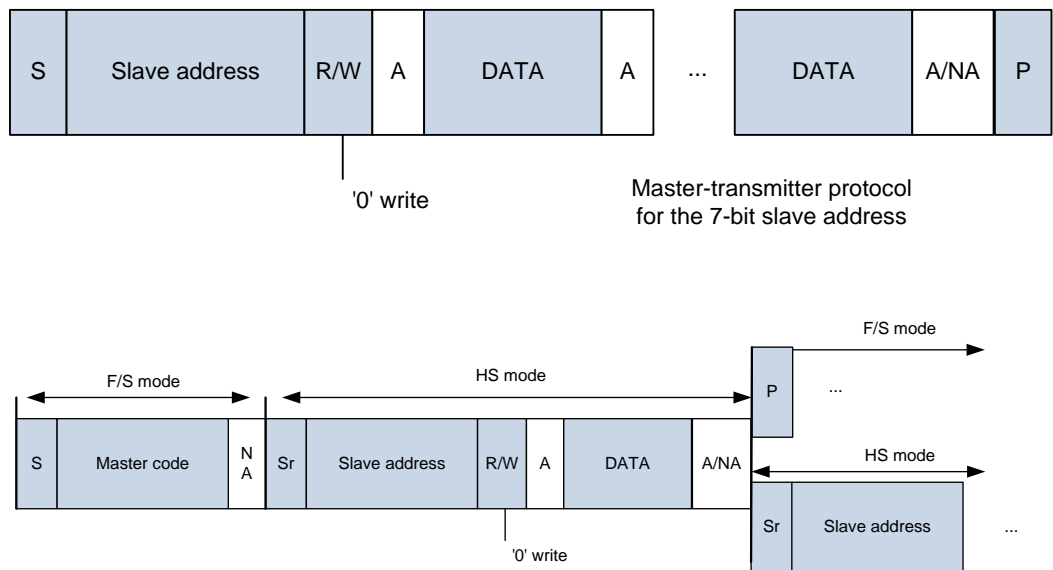 S Slave address R/W A DATA A ... DATA A/NA P
'0' write
Master-transmitter protocol
for the 7-bit slave address
F/S mode
F/S mode HS mode
P ...
S Master code N
A Sr Slave address R/W A DATA A/NA
HS mode
Sr Slave address ...
'0' write